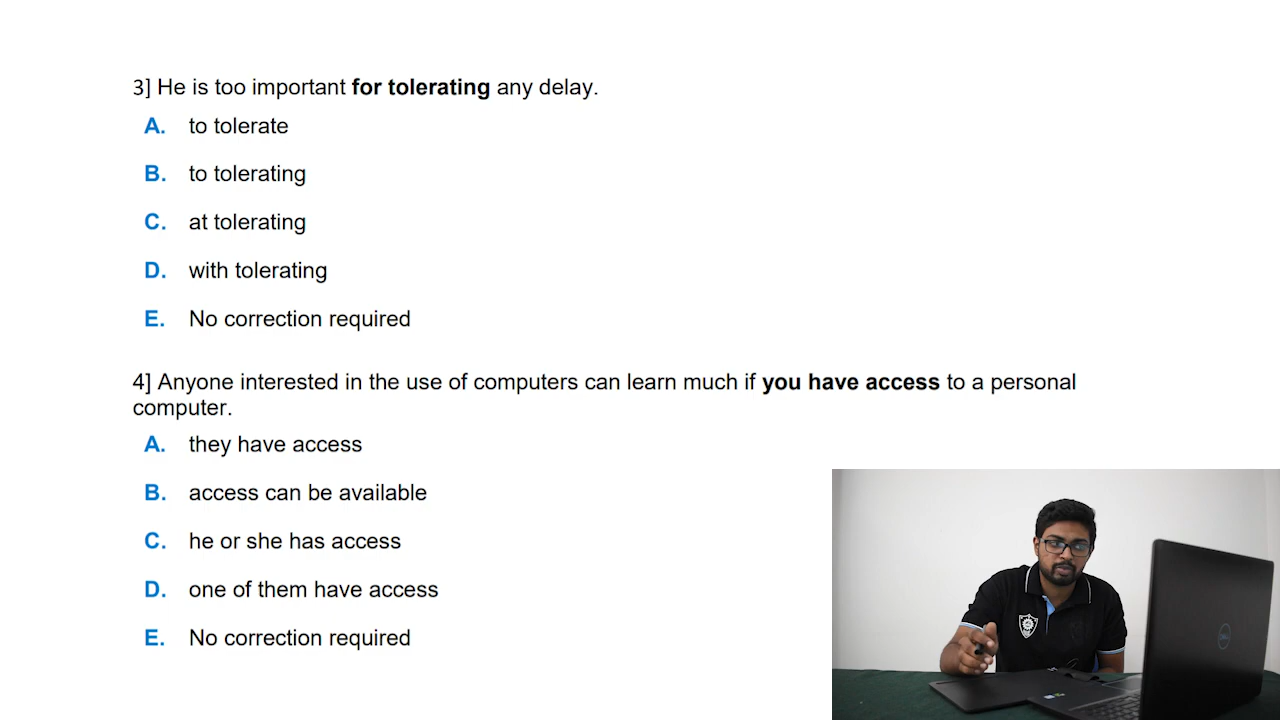 3] He is too important for tolerating any delay.
A. to tolerate
B. to tolerating
C. at tolerating
D. with tolerating
E. No correction required
4] Anyone interested in the use of computers can learn much if you have access to a personal
computer.
A. they have access
B. access can be available
C. he or she has access
D. one of them have access
E. No correction required